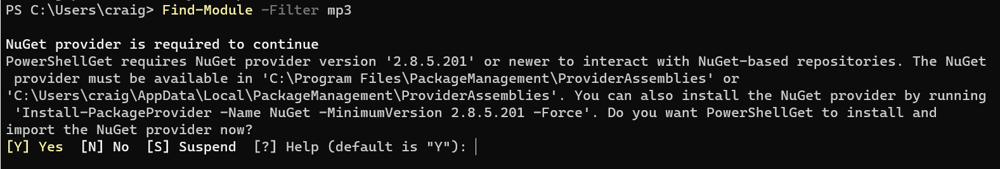 PS C:\Users\craig> Find-Module -Filter mp3
NuGet provider is required to continue
PowerShellGet requires NuGet provider version '2.8.5.201' or newer to interact with NuGet-based repositories. The NuGet
 provider must be available in 'C:\Program Files\PackageManagement\ProviderAssemblies' or
'C:\Users\craig\AppData\Local\PackageManagement\ProviderAssemblies'. You can also install the NuGet provider by running
 'Install-PackageProvider -Name NuGet -MinimumVersion 2.8.5.201 -Force'. Do you want PowerShellGet to install and
import the NuGet provider now?
[Y] Yes  [N] No  [S] Suspend  [?] Help (default is "Y"):